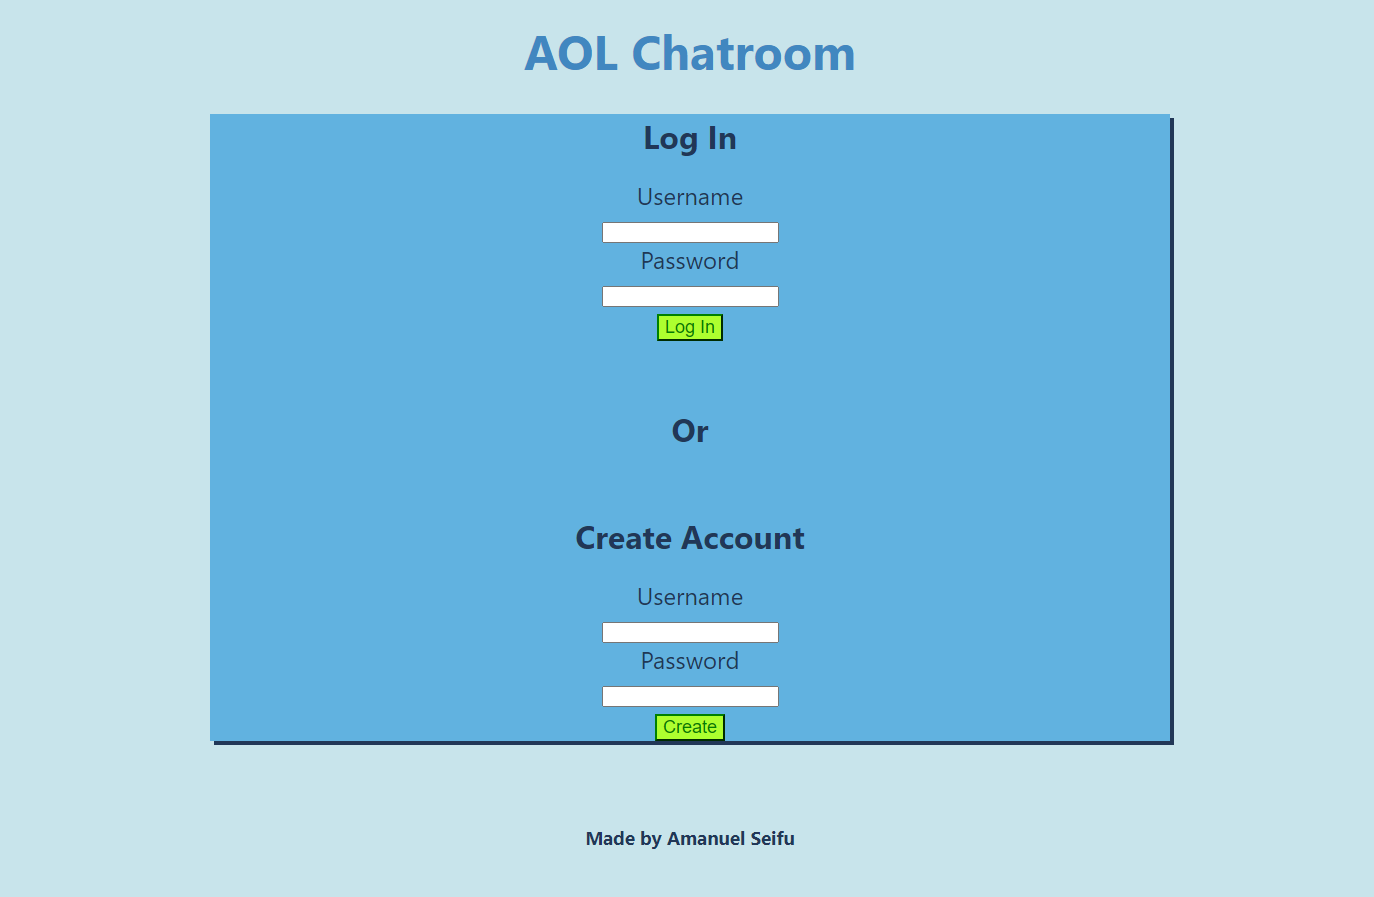 AOL Chatroom
Log In
Username
Password
Log In
Or
Create Account
Username
Password
Create
Made by Amanuel Seifu